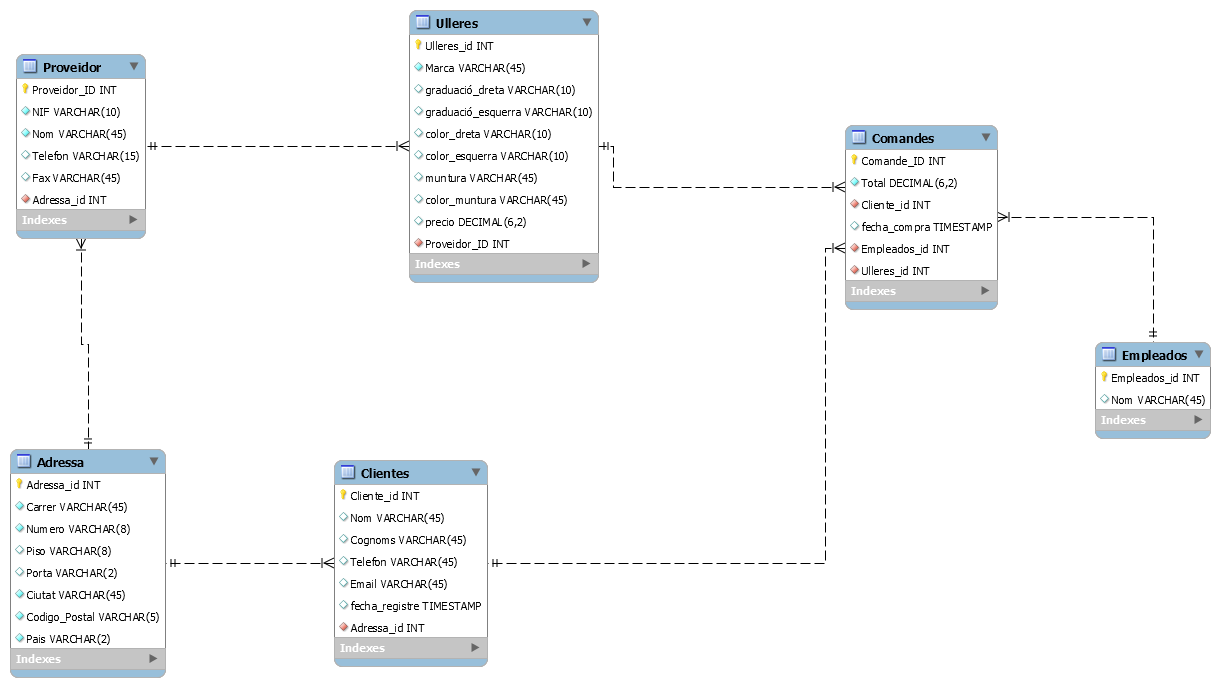 Proveidor
Proveidor_ID INT
NIF VARCHAR(10)
Nom VARCHAR(45)
Telefon VARCHAR(15)
Fax VARCHAR(45)
Adressa_id INT
Indexes
Ulleres
Ulleres_id INT
Marca VARCHAR(45)
graduació_dreta VARCHAR(10)
graduació_esquerra VARCHAR(10)
color_dreta VARCHAR(10)
color_esquerra VARCHAR(10)
muntura VARCHAR(45)
color_muntura VARCHAR(45)
precio DECIMAL(6,2)
Proveidor_ID INT
Indexes
Comandes
Comande_ID INT
Total DECIMAL(6,2)
Cliente_id INT
fecha_compra TIMESTAMP
Empleados_id INT
Ulleres_id INT
Indexes
Empleados
Empleados_id INT
Nom VARCHAR(45)
Indexes
Adressa
Adressa_id INT
Carrer VARCHAR(45)
Numero VARCHAR(8)
Piso VARCHAR(8)
Porta VARCHAR(2)
Ciutat VARCHAR(45)
Codigo_Postal VARCHAR(5)
Pais VARCHAR(2)
Indexes
Clientes
Cliente_id INT
Nom VARCHAR(45)
Cognoms VARCHAR(45)
Telefon VARCHAR(45)
Email VARCHAR(45)
fecha_registre TIMESTAMP
Adressa_id INT
Indexes